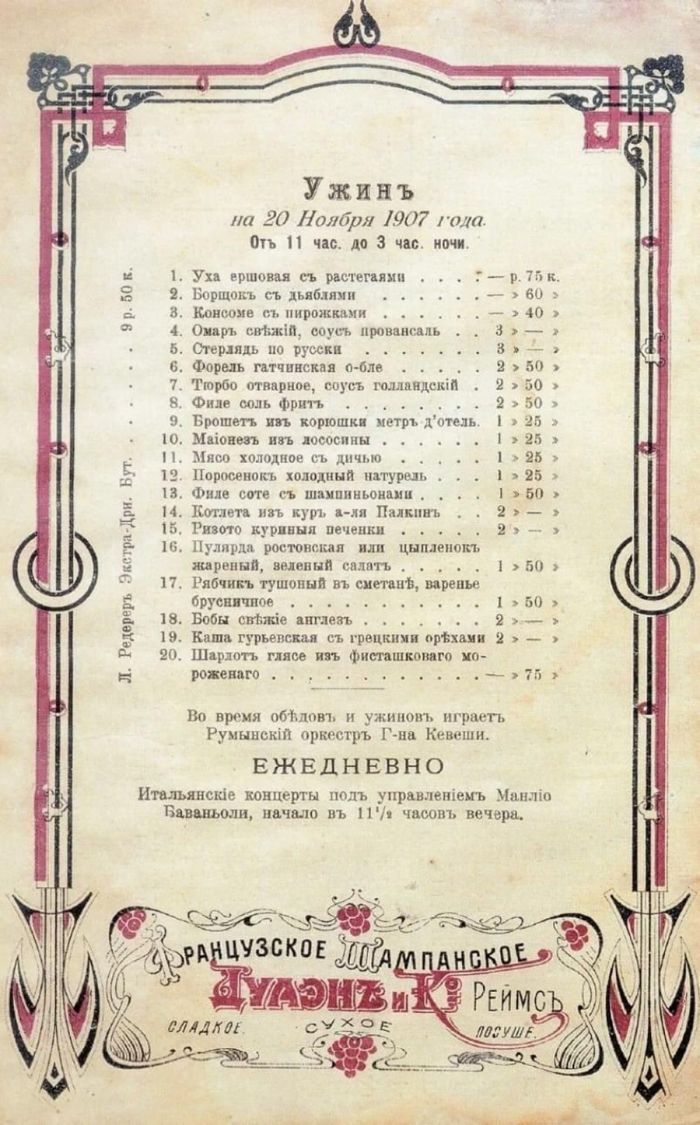 Ужинъ
на 20 Ноября 1907 года.
Отъ 11 час. до 3 час. ночи.
1. Уха ершовая съ растегаями . . . . — р. 75 к.
2. Борщокъ съ дьяблями . . . . . . — » 60 »
3. Консоме съ пирожками . . . . . . — » 40 »
4. Омаръ свѣжій, соусъ провансаль . . 3 » — »
5. Стерлядь по русски . . . . . . . 3 » — »
6. Форель гатчинская о-бле . . . . . 2 » 50 »
7. Тюрбо отварное, соусъ голландскій . 2 » 50 »
8. Филе соль фритъ . . . . . . . . 2 » 50 »
9. Брошетъ изъ корюшки метръ д'отель. 1 » 25 »
10. Маіонезъ изъ лососины . . . . . . 1 » 25 »
11. Мясо холодное съ дичью . . . . . 1 » 25 »
12. Поросенокъ холодный натурель . . . 1 » 25 »
13. Филе соте съ шампиньонами . . . . 1 » 50 »
14. Котлета изъ куръ а-ля Палкинъ . . 2 » — »
15. Ризото куриныя печенки . . . . . 2 » — »
16. Пулярда ростовская или цыпленокъ
жареный, зеленый салатъ . . . . . 1 » 50 »
17. Рябчикъ тушоный въ сметанѣ, варенье
брусничное . . . . . . . . . . . 1 » 50 »
18. Бобы свѣжіе англезъ . . . . . . . 2 » — »
19. Каша гурьевская съ грецкими орѣхами 2 » — »
20. Шарлотъ глясе изъ фисташковаго мо-
роженаго . . . . . . . . . . . . — » 75 »
Л. Редереръ Экстра-Дри. Бут. . . . . . . . 9 р. 50 к.
Во время обѣдовъ и ужиновъ играетъ
Румынскій оркестръ Г-на Кевеши.
ЕЖЕДНЕВНО
Итальянскіе концерты подъ управленіемъ Манліо
Баваньоли, начало въ 11 1/2 часовъ вечера.
ФРАНЦУЗСКОЕ ШАМПАНСКОЕ
ДУАЭНЪ и Ко РЕЙМСЪ
СЛАДКОЕ. СУХОЕ ПОСУШЕ.